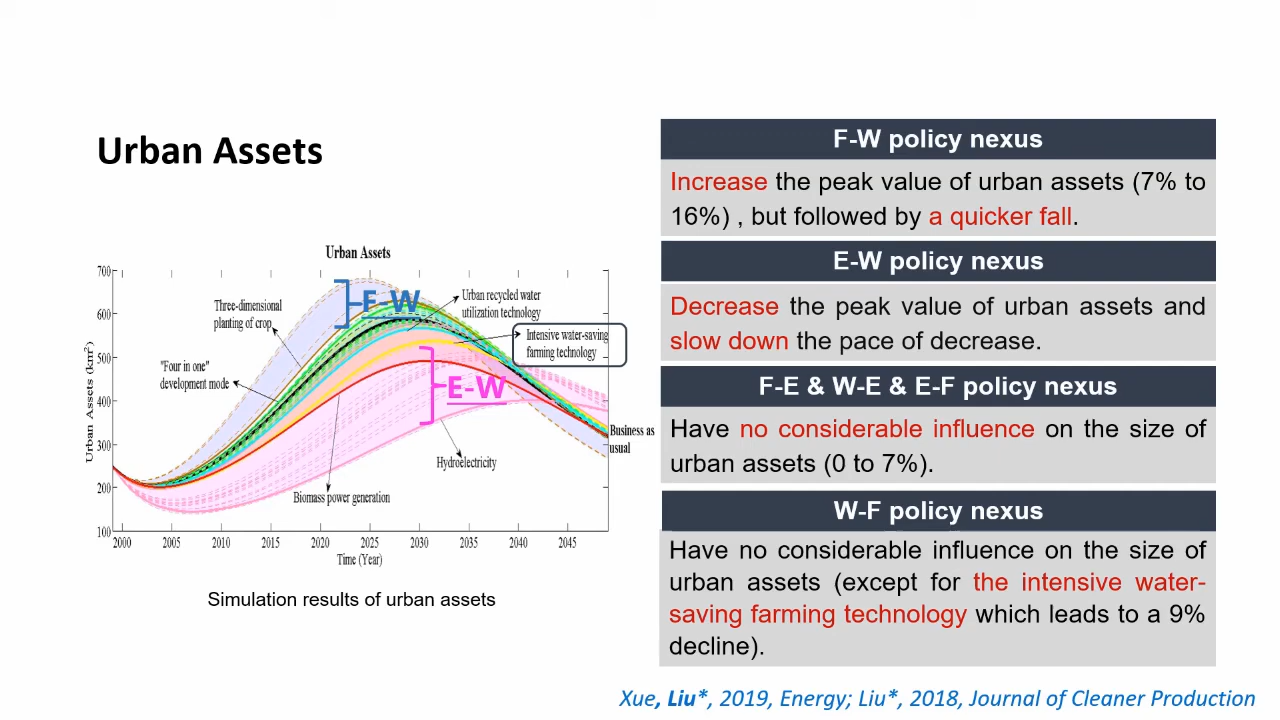 Urban Assets
F-W policy nexus
Increase the peak value of urban assets (7% to
16%) , but followed by a quicker fall.
E-W policy nexus
Decrease the peak value of urban assets and
slow down the pace of decrease.
F-E & W-E & E-F policy nexus
Have no considerable influence on the size of
urban assets (0 to 7%).
W-F policy nexus
Have no considerable influence on the size of
urban assets (except for the intensive water-
saving farming technology which leads to a 9%
decline).
Urban Assets
700
600
500
400
300
200
100
Urban Assets (km²)
2000 2005 2010 2015 2020 2025 2030 2035 2040 2045
Time (Year)
Three-dimensional
planting of crop
"Four in one"
development mode
F-W
Urban recycled water
utilization technology
Intensive water-saving
farming technology
E-W
Business as
usual
Hydroelectricity
Biomass power generation
Simulation results of urban assets
Xue, Liu*, 2019, Energy; Liu*, 2018, Journal of Cleaner Production